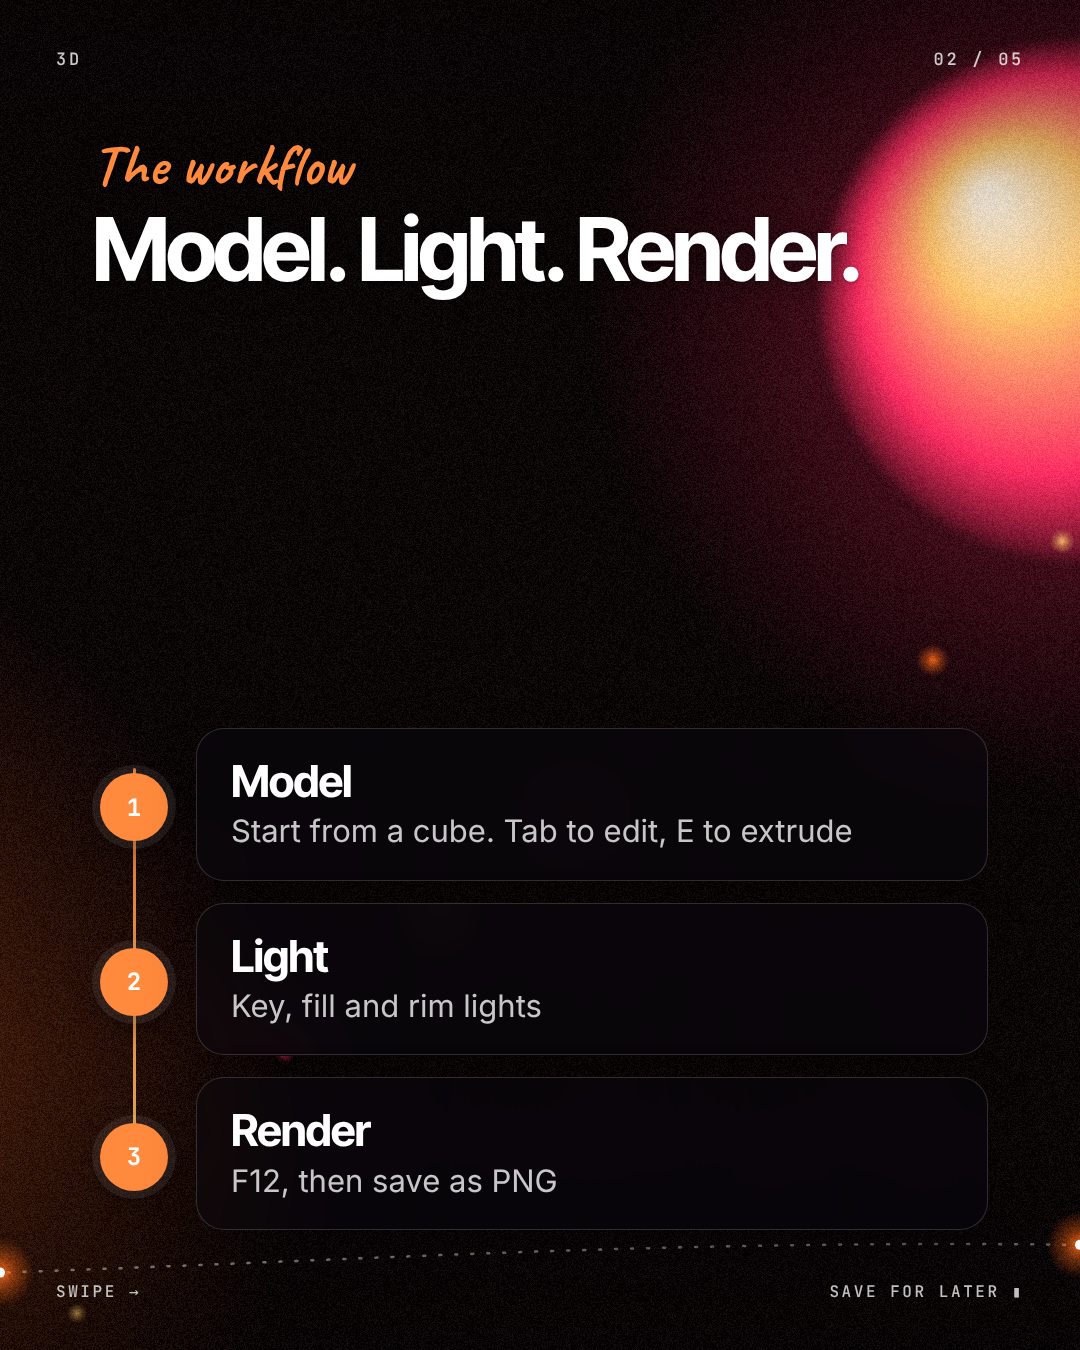 3D
02 / 05
The workflow
Model. Light. Render.
1
Model
Start from a cube. Tab to edit, E to extrude
2
Light
Key, fill and rim lights
3
Render
F12, then save as PNG
SWIPE →
SAVE FOR LATER ▮